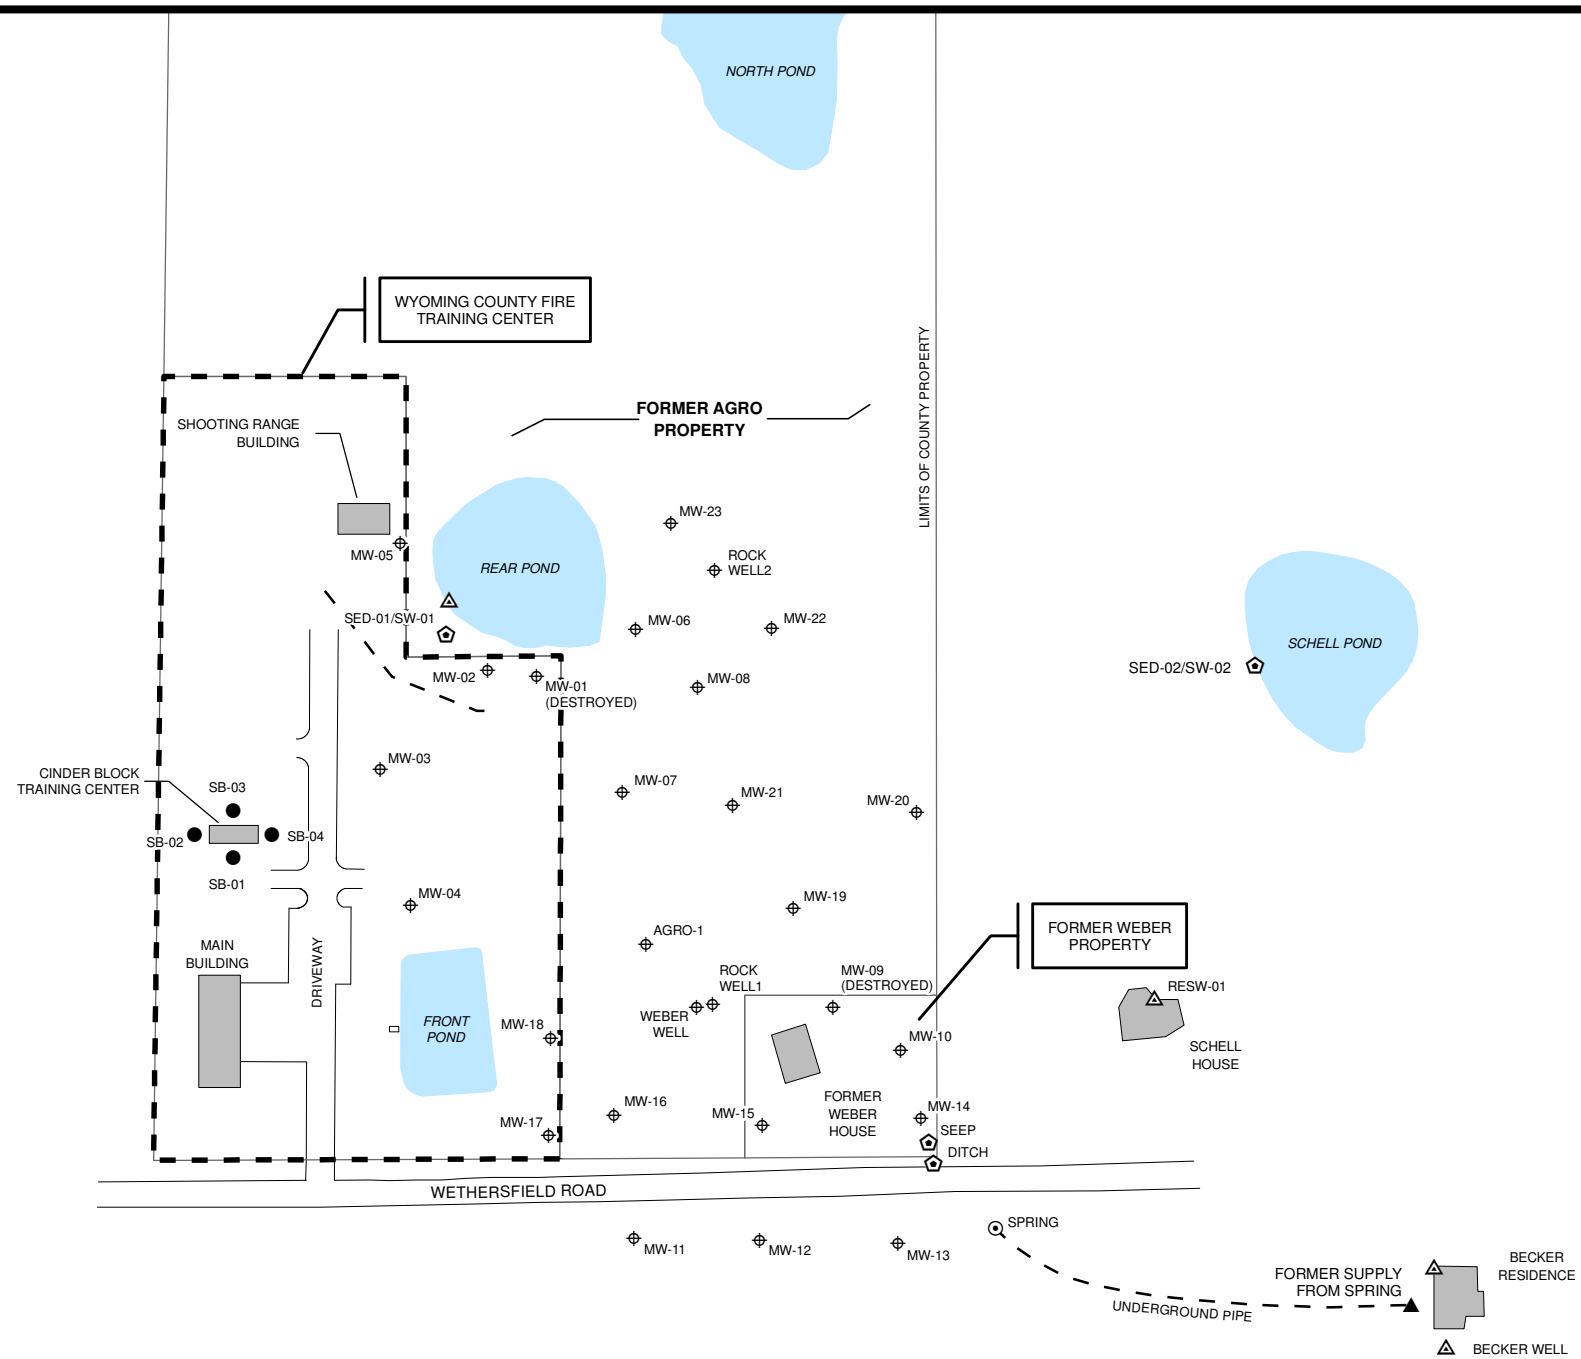 NORTH POND
WYOMING COUNTY FIRE
TRAINING CENTER
LIMITS OF COUNTY PROPERTY
FORMER AGRO
PROPERTY
SHOOTING RANGE
BUILDING
MW-23
MW-05
REAR POND
ROCK
WELL2
SED-01/SW-01
MW-06
MW-22
SCHELL POND
SED-02/SW-02
MW-02
MW-01
(DESTROYED)
MW-08
MW-03
CINDER BLOCK
TRAINING CENTER
SB-03
MW-07
MW-21
MW-20
SB-02
SB-04
SB-01
MW-04
MW-19
AGRO-1
FORMER WEBER
PROPERTY
MAIN
BUILDING
DRIVEWAY
ROCK
WELL1
MW-09
(DESTROYED)
RESW-01
FRONT
POND
MW-18
WEBER
WELL
MW-10
SCHELL
HOUSE
MW-16
MW-15
FORMER
WEBER
HOUSE
MW-14
MW-17
SEEP
DITCH
WETHERSFIELD ROAD
SPRING
MW-11
MW-12
MW-13
BECKER
RESIDENCE
FORMER SUPPLY
FROM SPRING
UNDERGROUND PIPE
BECKER WELL